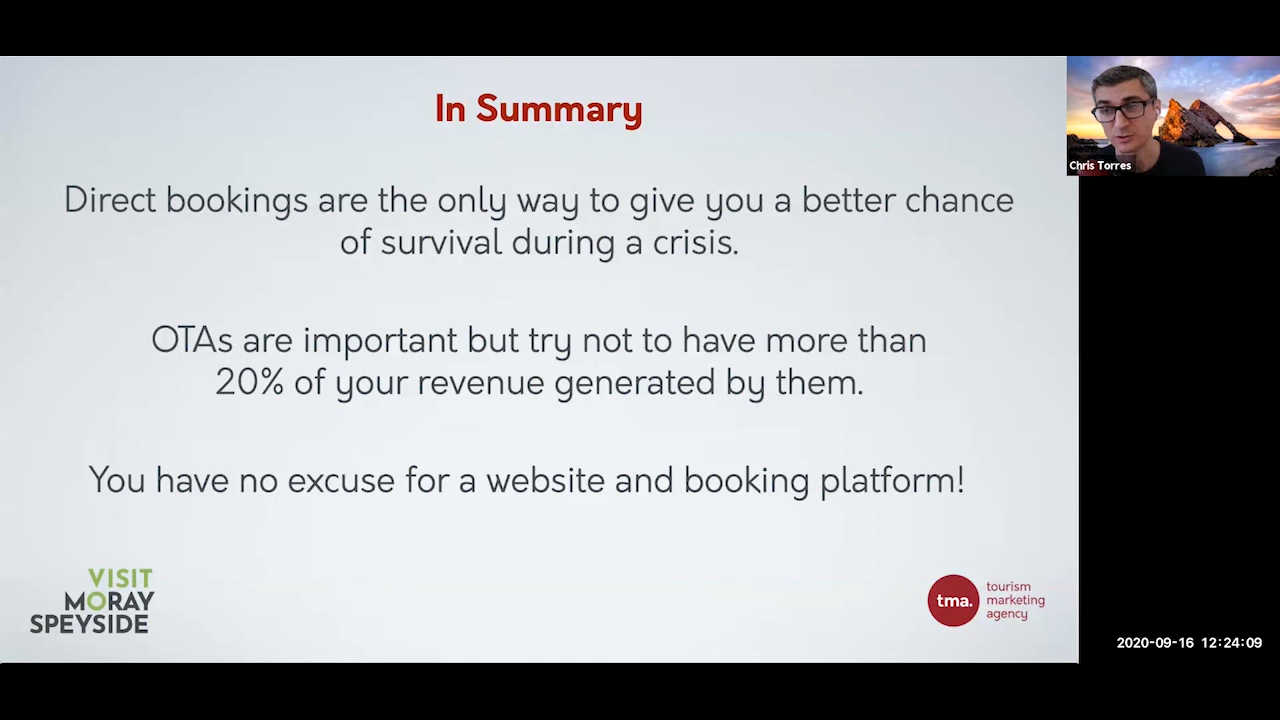 In Summary
Direct bookings are the only way to give you a better chance
of survival during a crisis.
OTAs are important but try not to have more than
20% of your revenue generated by them.
You have no excuse for a website and booking platform!
VISIT
MORAY
SPEYSIDE
tma.
tourism
marketing
agency
Chris Torres
2020-09-16 12:24:09